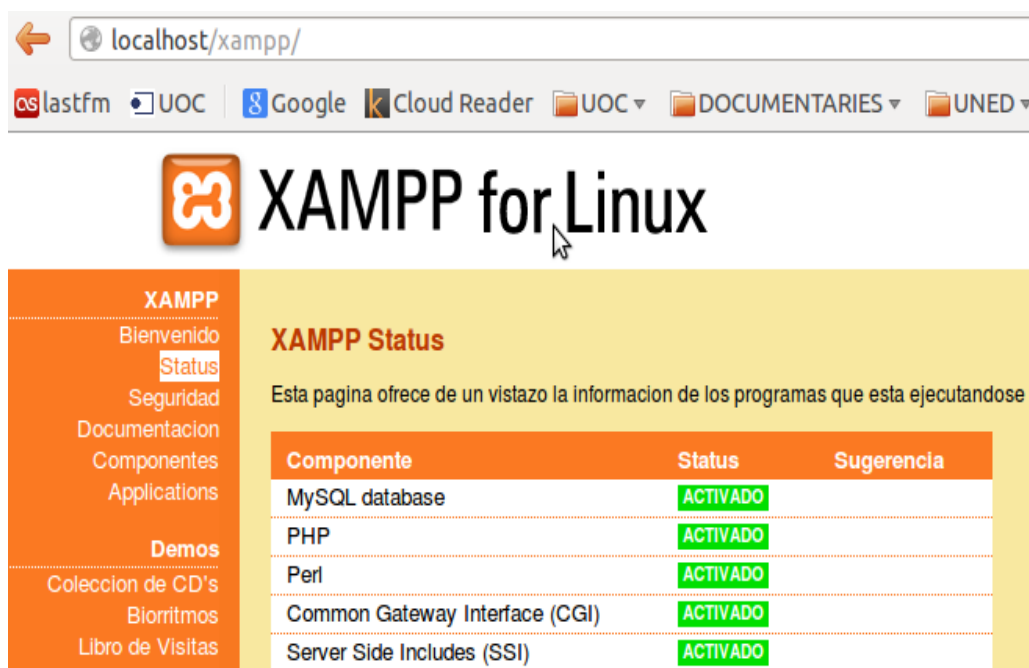 localhost/xampp/
lastfm UOC Google Cloud Reader UOC DOCUMENTARIES UNED
XAMPP for Linux
XAMPP
Bienvenido
Status
Seguridad
Documentacion
Componentes
Applications
Demos
Coleccion de CD's
Biorritmos
Libro de Visitas
XAMPP Status
Esta pagina ofrece de un vistazo la informacion de los programas que esta ejecutandose
Componente Status Sugerencia
MySQL database ACTIVADO
PHP ACTIVADO
Perl ACTIVADO
Common Gateway Interface (CGI) ACTIVADO
Server Side Includes (SSI) ACTIVADO